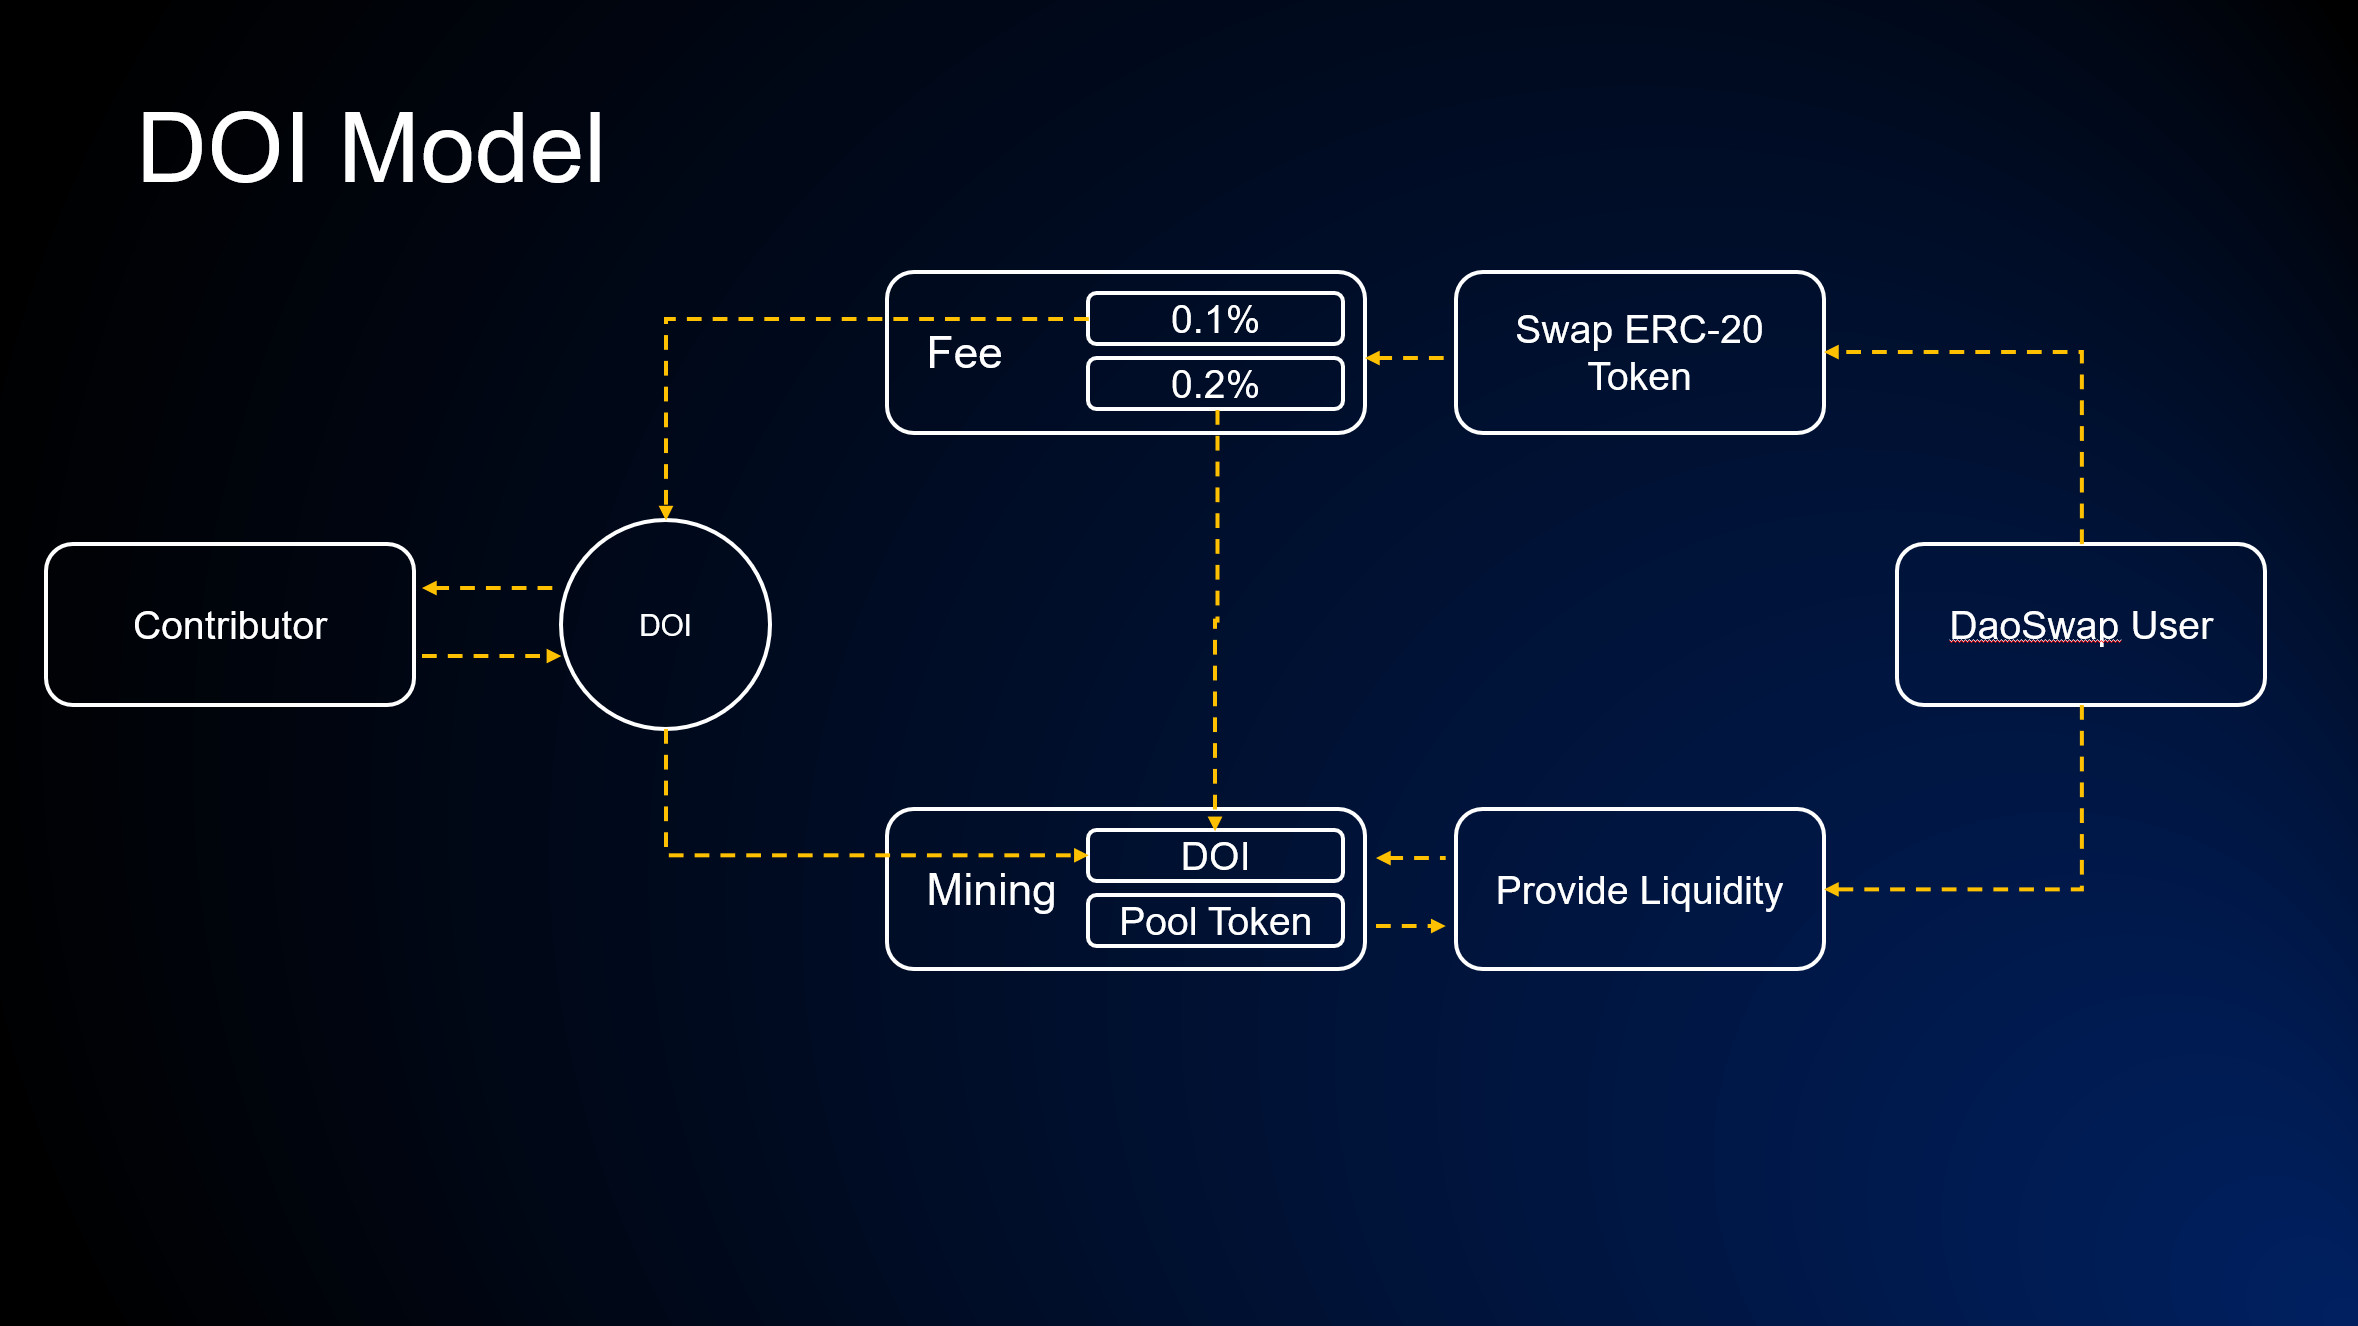 DOI Model
0.1%
Fee
0.2%
Swap ERC-20
Token
Contributor
DOI
DaoSwap User
DOI
Mining
Pool Token
Provide Liquidity